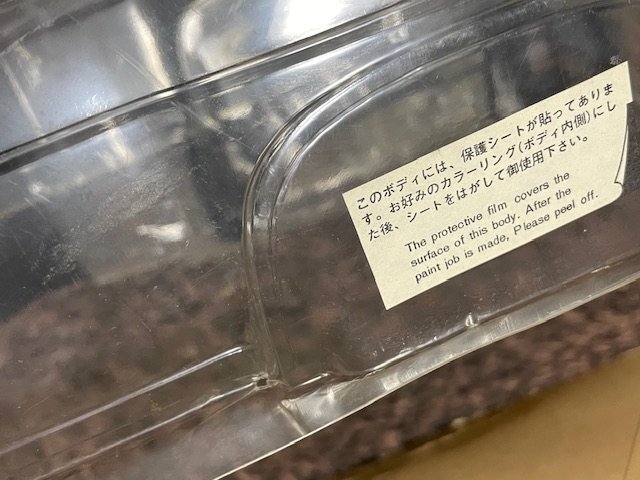 このボディには、保護シートが貼ってありま
す。お好みのカラーリング(ボディ内側)にし
た後、シートをはがして御使用下さい。
The protective film covers the
surface of this body. After the
paint job is made, Please peel off.